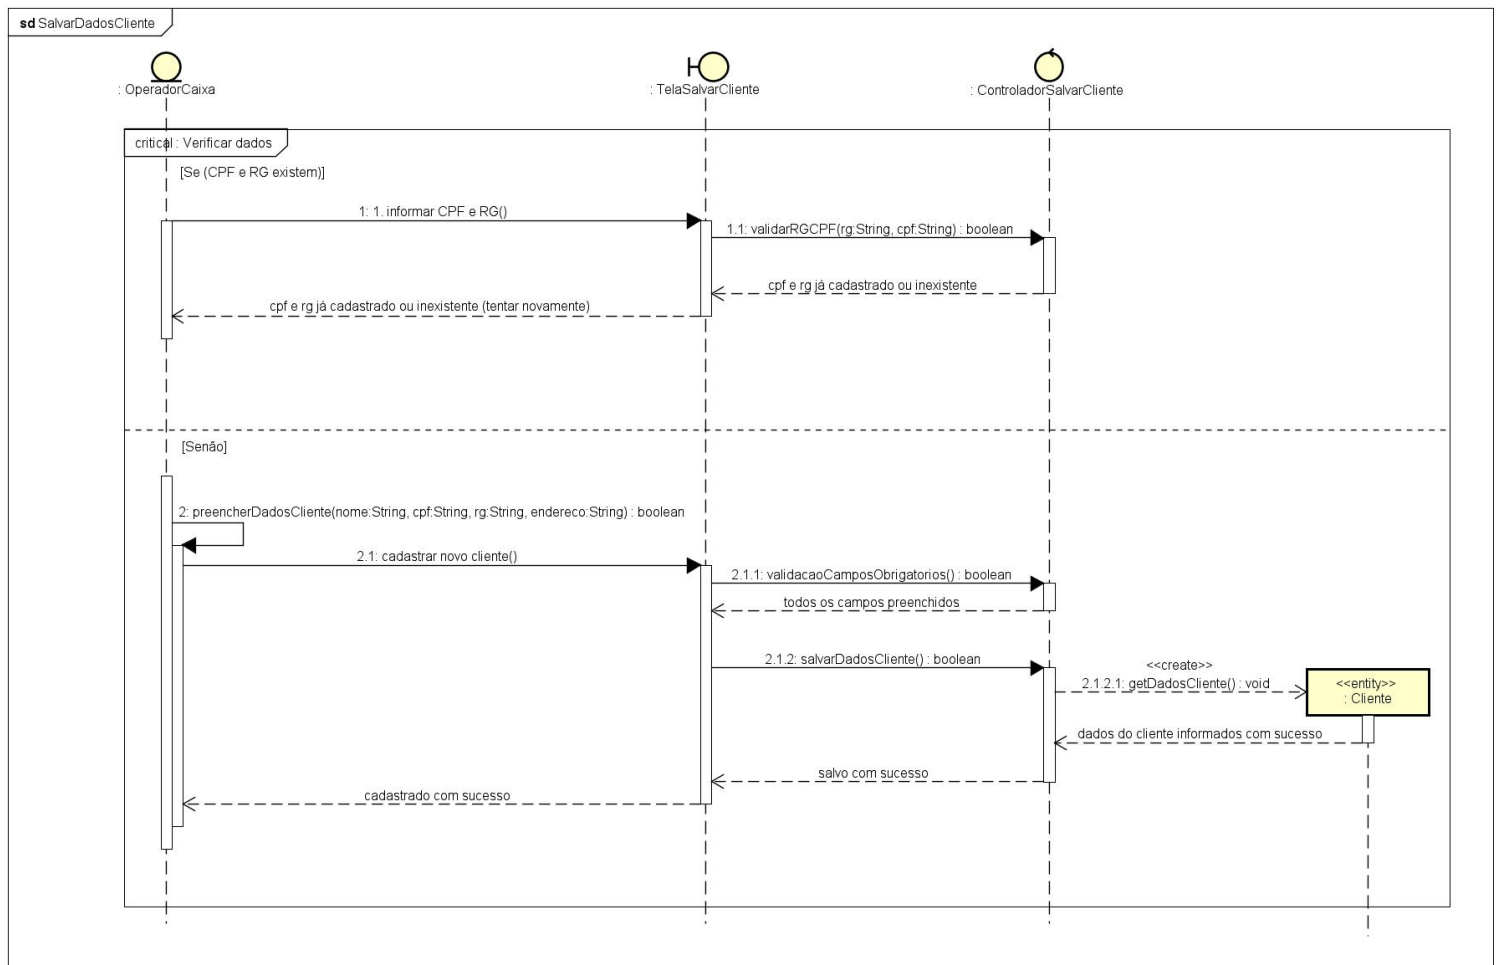 sd SalvarDadosCliente
: OperadorCaixa
: TelaSalvarCliente
: ControladorSalvarCliente
critical : Verificar dados
[Se (CPF e RG existem)]
1: 1. informar CPF e RG()
1.1: validarRGCPF(rg:String, cpf:String) : boolean
cpf e rg já cadastrado ou inexistente
cpf e rg já cadastrado ou inexistente (tentar novamente)
[Senão]
2: preencherDadosCliente(nome:String, cpf:String, rg:String, endereco:String) : boolean
2.1: cadastrar novo cliente()
2.1.1: validacaoCamposObrigatorios() : boolean
todos os campos preenchidos
2.1.2: salvarDadosCliente() : boolean
<<create>>
2.1.2.1: getDadosCliente() : void
<<entity>>
: Cliente
dados do cliente informados com sucesso
salvo com sucesso
cadastrado com sucesso